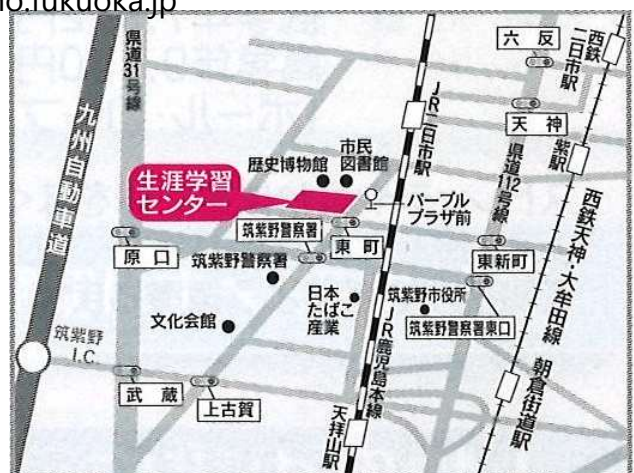 no.fukuoka.jp
県道31号線
九州自動車道
六反
西鉄二日市駅
天神
紫駅
JR二日市駅
県道112号線
市民図書館
歴史博物館
生涯学習
センター
パープル
プラザ前
筑紫野警察署
東町
原口
筑紫野警察署
東新町
日本
たばこ
産業
筑紫野市役所
筑紫野警察署東口
西鉄天神・大牟田線
文化会館
JR鹿児島本線
朝倉街道駅
筑紫野
I.C.
武蔵
上古賀
天拝山駅